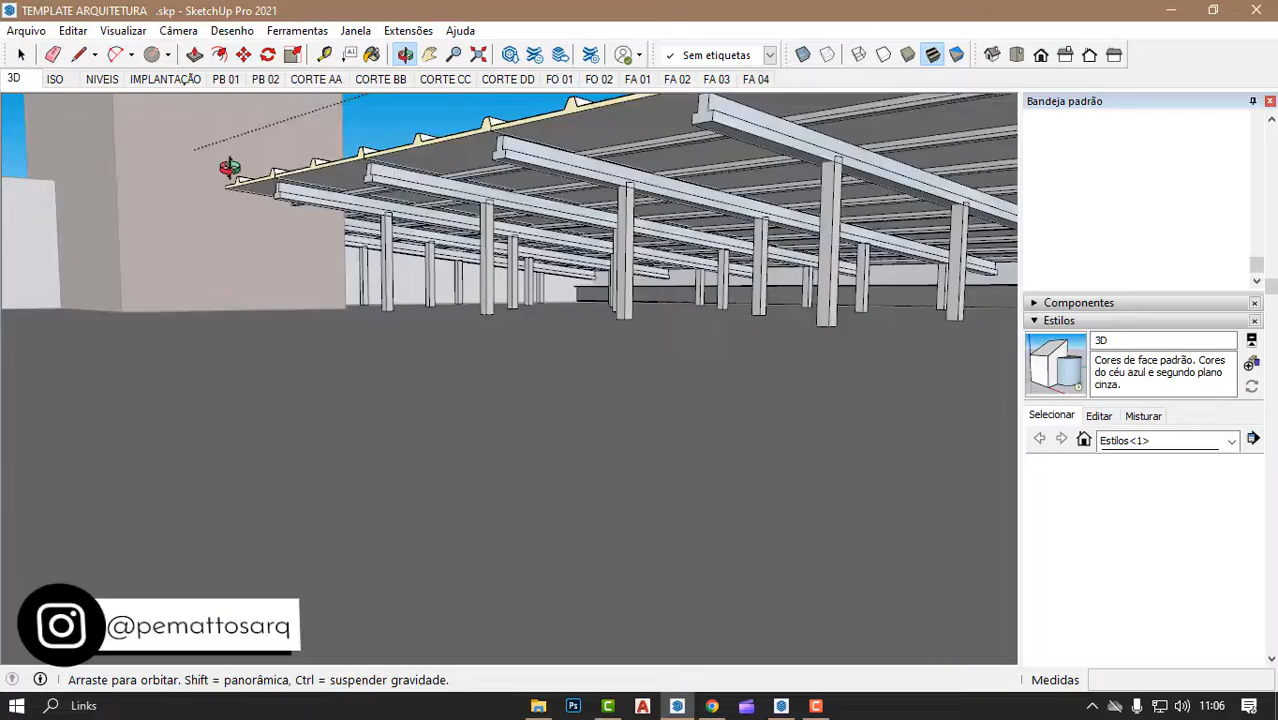 TEMPLATE ARQUITETURA .skp - SketchUp Pro 2021
Arquivo Editar Visualizar Câmera Desenho Ferramentas Janela Extensões Ajuda
✓ Sem etiquetas
3D ISO NIVEIS IMPLANTAÇÃO PB 01 PB 02 CORTE AA CORTE BB CORTE CC CORTE DD FO 01 FO 02 FA 01 FA 02 FA 03 FA 04
Bandeja padrão
Componentes
Estilos
3D
Cores de face padrão. Cores
do céu azul e segundo plano
cinza.
Selecionar Editar Misturar
Estilos<1>
@pemattosarq
Arraste para orbitar. Shift = panorâmica, Ctrl = suspender gravidade.
Medidas
Links
Ps
C
A
C
11:06